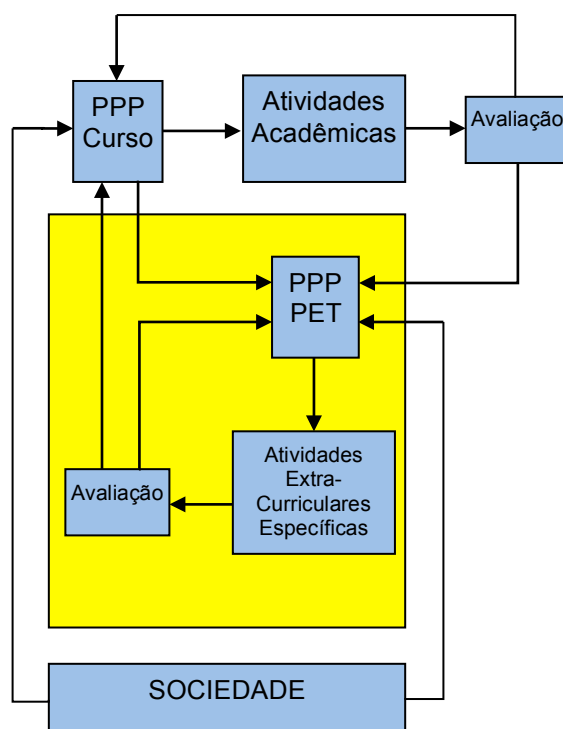 PPP
Curso
Atividades
Acadêmicas
Avaliação
PPP
PET
Atividades
Extra-
Curriculares
Específicas
Avaliação
SOCIEDADE